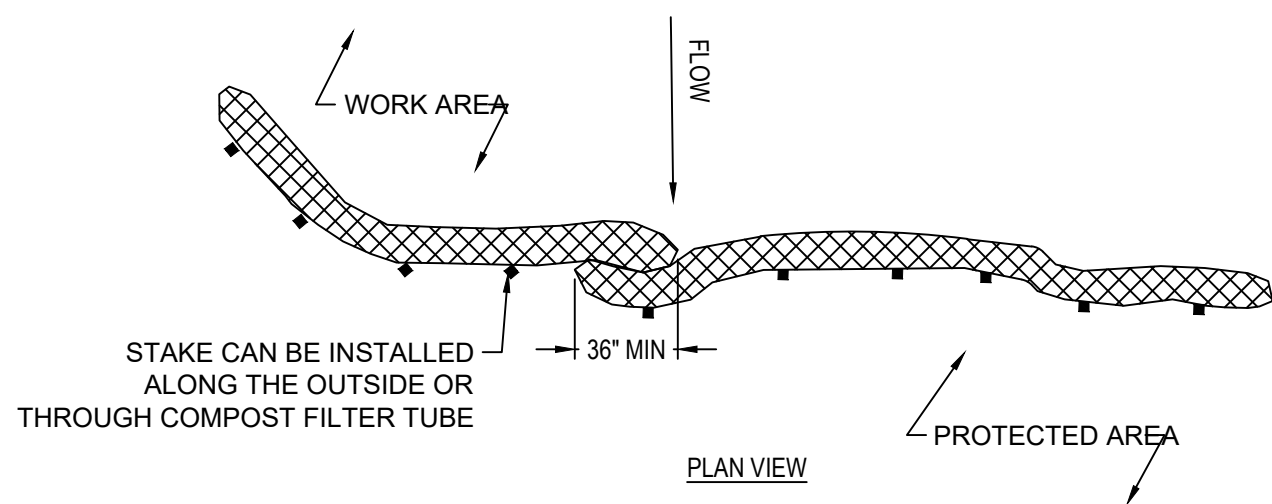 FLOW
WORK AREA
STAKE CAN BE INSTALLED
ALONG THE OUTSIDE OR
THROUGH COMPOST FILTER TUBE
36" MIN
PROTECTED AREA
PLAN VIEW